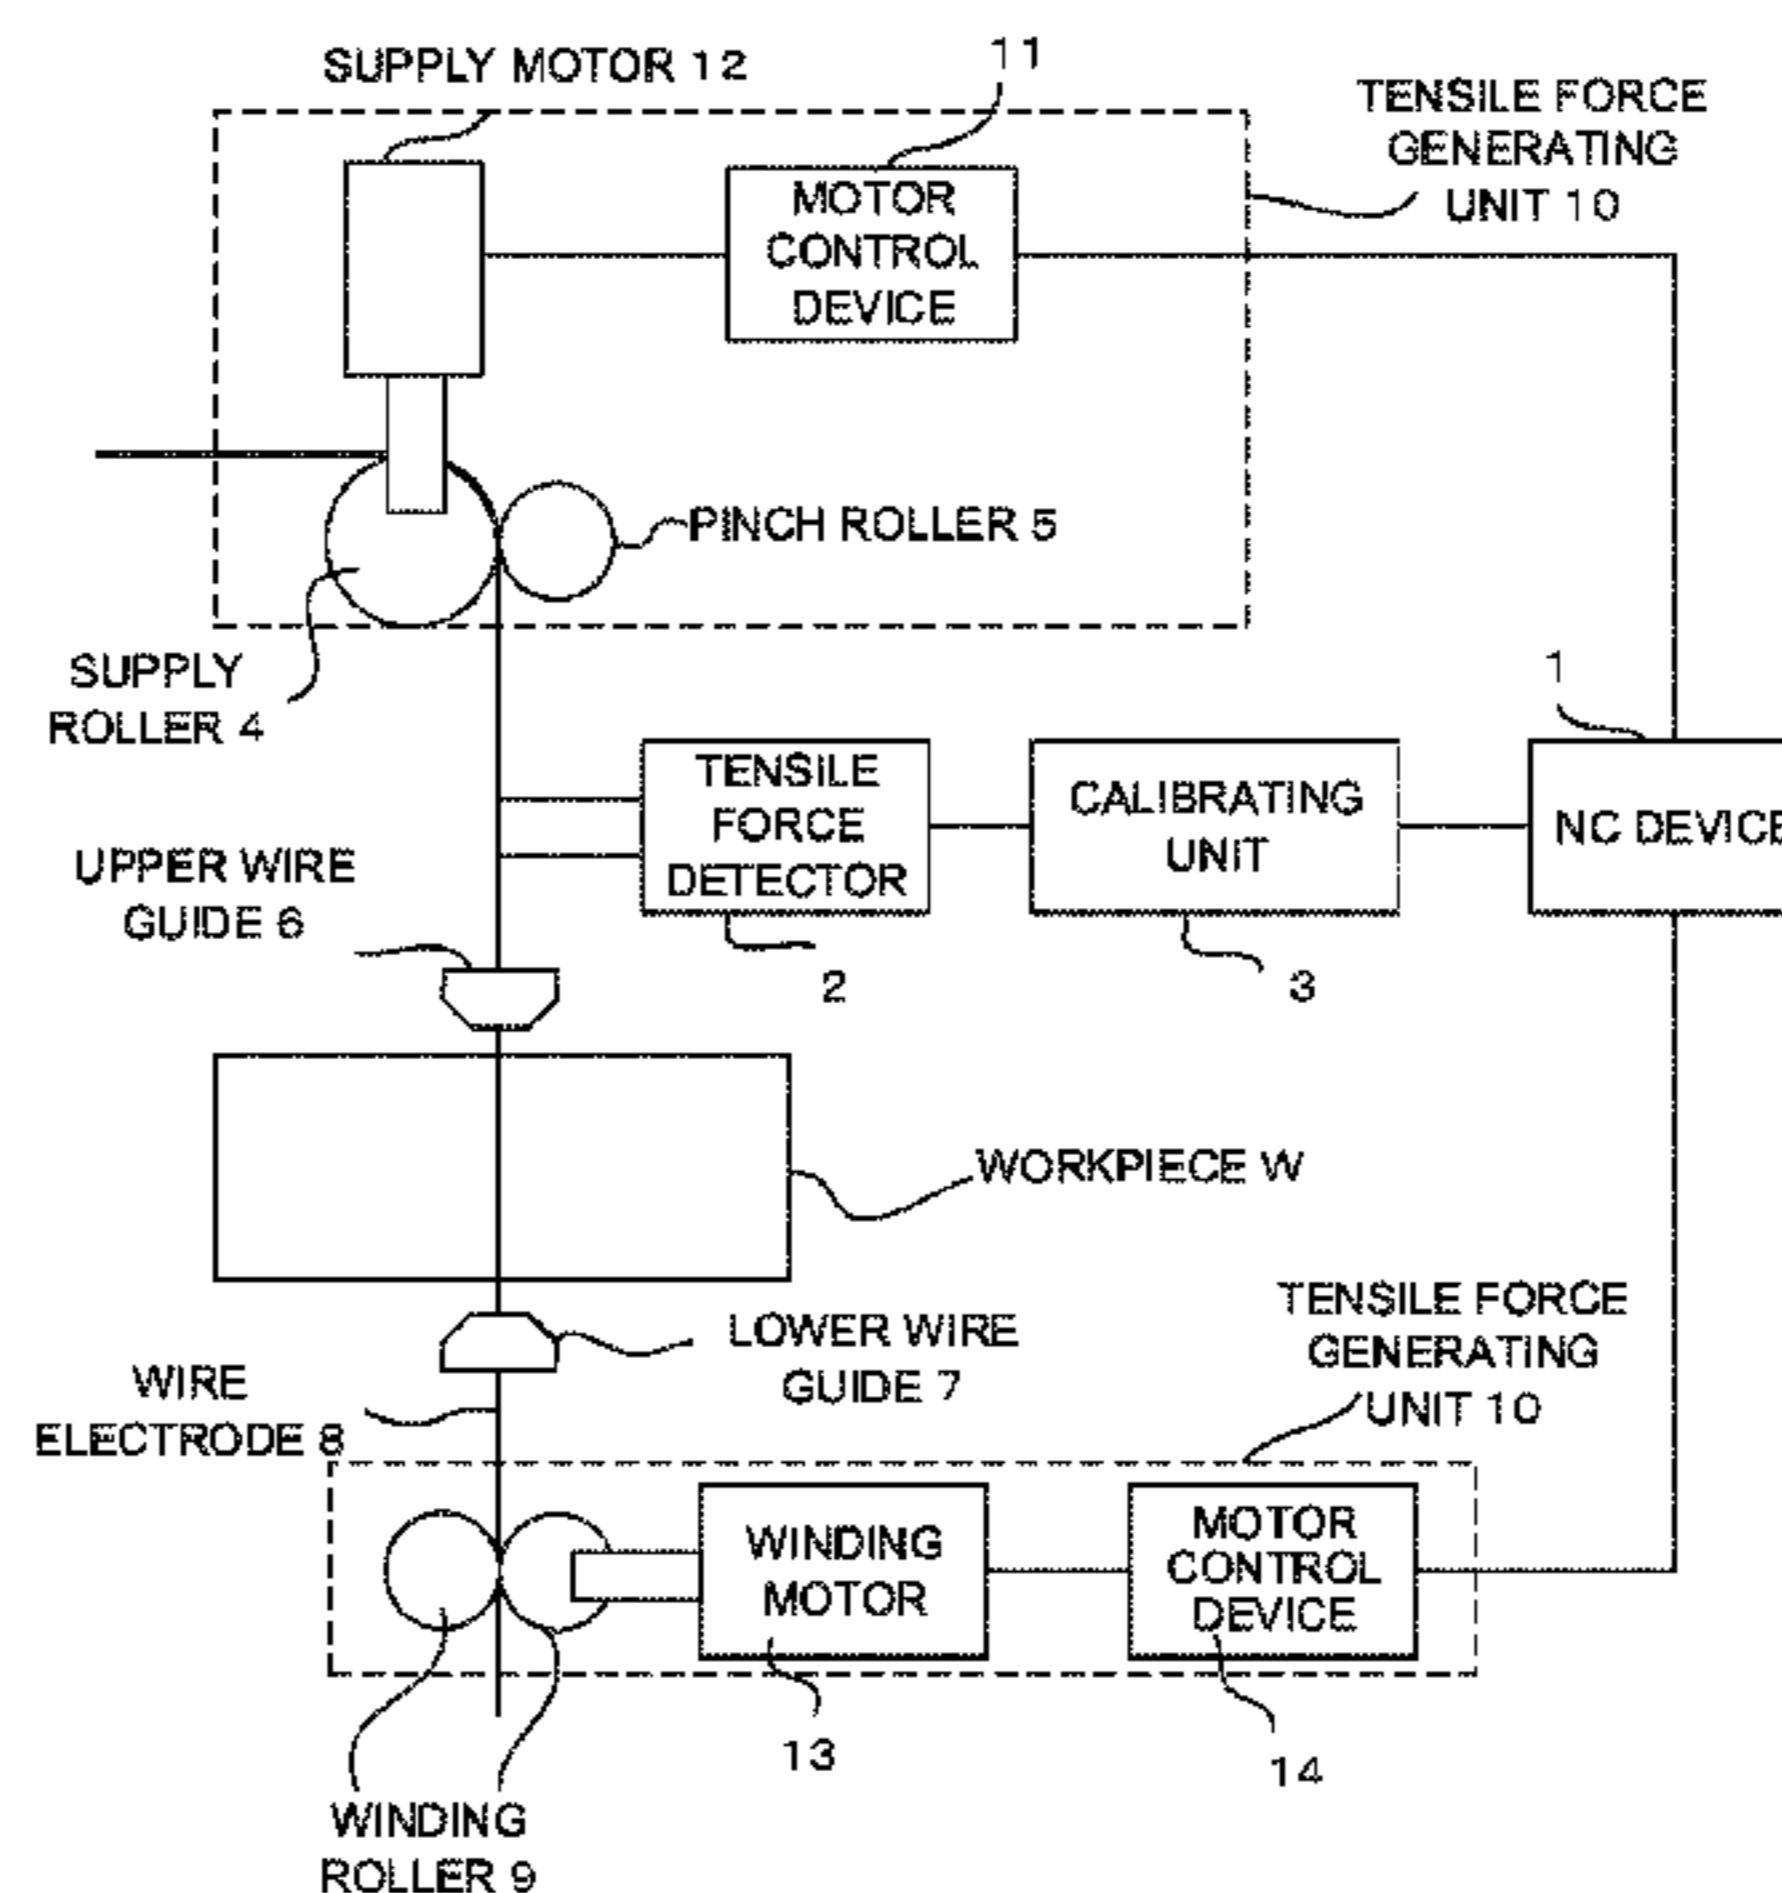 SUPPLY MOTOR 12
11
TENSILE FORCE
GENERATING
UNIT 10
MOTOR
CONTROL
DEVICE
PINCH ROLLER 5
SUPPLY
ROLLER 4
1
TENSILE
FORCE
DETECTOR
CALIBRATING
UNIT
NC DEVICE
UPPER WIRE
GUIDE 6
2
3
WORKPIECE W
LOWER WIRE
GUIDE 7
TENSILE FORCE
GENERATING
UNIT 10
WIRE
ELECTRODE 8
WINDING
MOTOR
MOTOR
CONTROL
DEVICE
13
14
WINDING
ROLLER 9